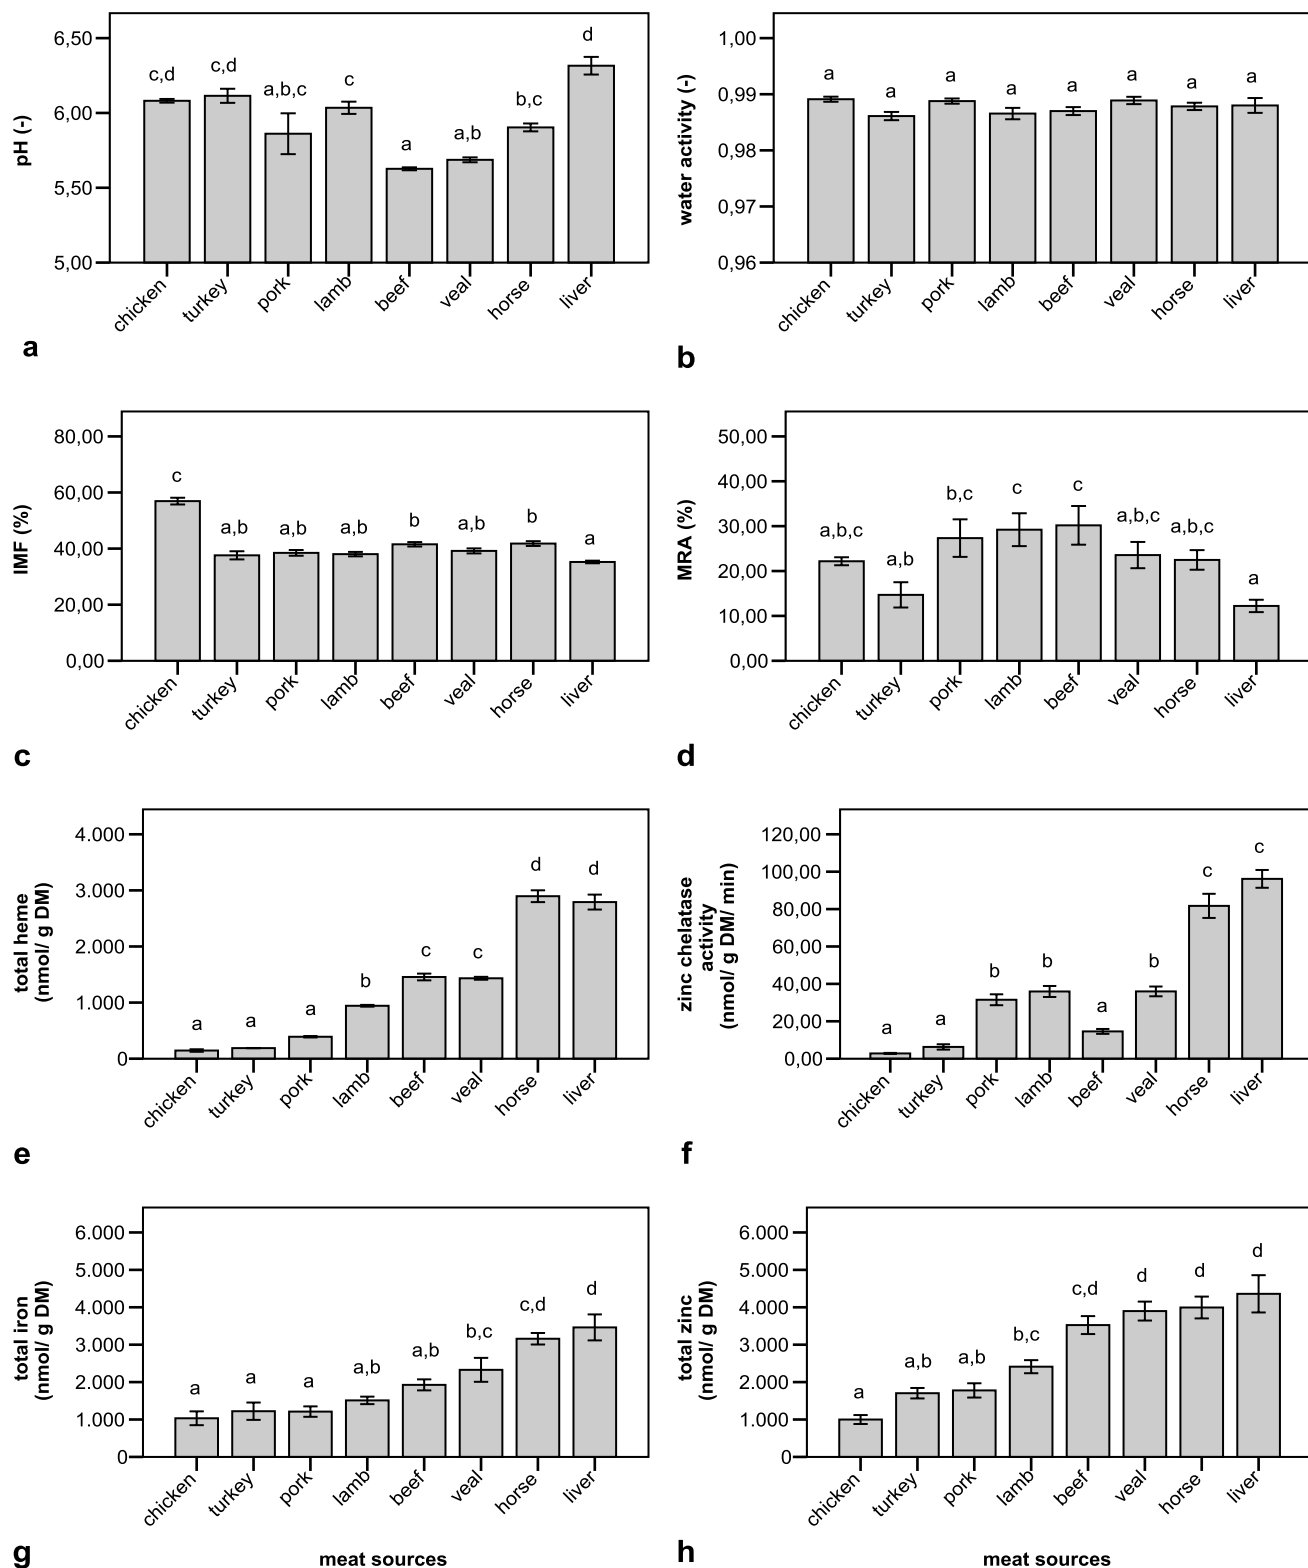 6,50
6,00
5,50
5,00
pH (-)
c,d
c,d
a,b,c
c
a
a,b
b,c
d
chicken
turkey
pork
lamb
beef
veal
horse
liver
a
1,00
0,99
0,98
0,97
0,96
water activity (-)
a
a
a
a
a
a
a
a
chicken
turkey
pork
lamb
beef
veal
horse
liver
b
80,00
60,00
40,00
20,00
0,00
IMF (%)
c
a,b
a,b
a,b
b
a,b
b
a
chicken
turkey
pork
lamb
beef
veal
horse
liver
c
50,00
40,00
30,00
20,00
10,00
0,00
MRA (%)
a,b,c
a,b
b,c
c
c
a,b,c
a,b,c
a
chicken
turkey
pork
lamb
beef
veal
horse
liver
d
4.000
3.000
2.000
1.000
0
total heme
(nmol/ g DM)
a
a
a
b
c
c
d
d
chicken
turkey
pork
lamb
beef
veal
horse
liver
e
120,00
100,00
80,00
60,00
40,00
20,00
0,00
zinc chelatase
activity
(nmol/ g DM/ min)
a
a
b
b
a
b
c
c
chicken
turkey
pork
lamb
beef
veal
horse
liver
f
6.000
5.000
4.000
3.000
2.000
1.000
0
total iron
(nmol/ g DM)
a
a
a
a,b
a,b
b,c
c,d
d
chicken
turkey
pork
lamb
beef
veal
horse
liver
g
meat sources
6.000
5.000
4.000
3.000
2.000
1.000
0
total zinc
(nmol/ g DM)
a
a,b
a,b
b,c
c,d
d
d
d
chicken
turkey
pork
lamb
beef
veal
horse
liver
h
meat sources